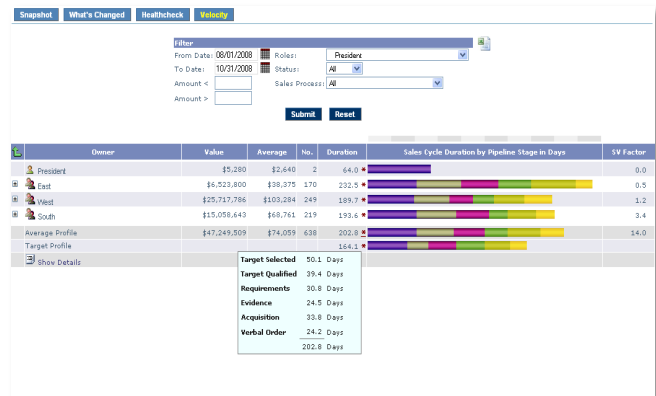 Snapshot What's Changed Healthcheck Velocity
Filter
From Date: 08/01/2008 Roles: President
To Date: 10/31/2008 Status: All
Amount < Sales Process: All
Amount >
Submit Reset
Owner Value Average No. Duration Sales Cycle Duration by Pipeline Stage in Days SV Factor
President $5,280 $2,640 2 64.0 * 0.0
East $6,523,800 $38,375 170 232.5 * 0.5
West $25,717,786 $103,284 249 189.7 * 1.2
South $15,058,643 $68,761 219 193.6 * 3.4
Average Profile $47,249,509 $74,059 638 202.8 * 14.0
Target Profile 164.1 *
Show Details
Target Selected 50.1 Days
Target Qualified 39.4 Days
Requirements 30.8 Days
Evidence 24.5 Days
Acquisition 33.8 Days
Verbal Order 24.2 Days
202.8 Days